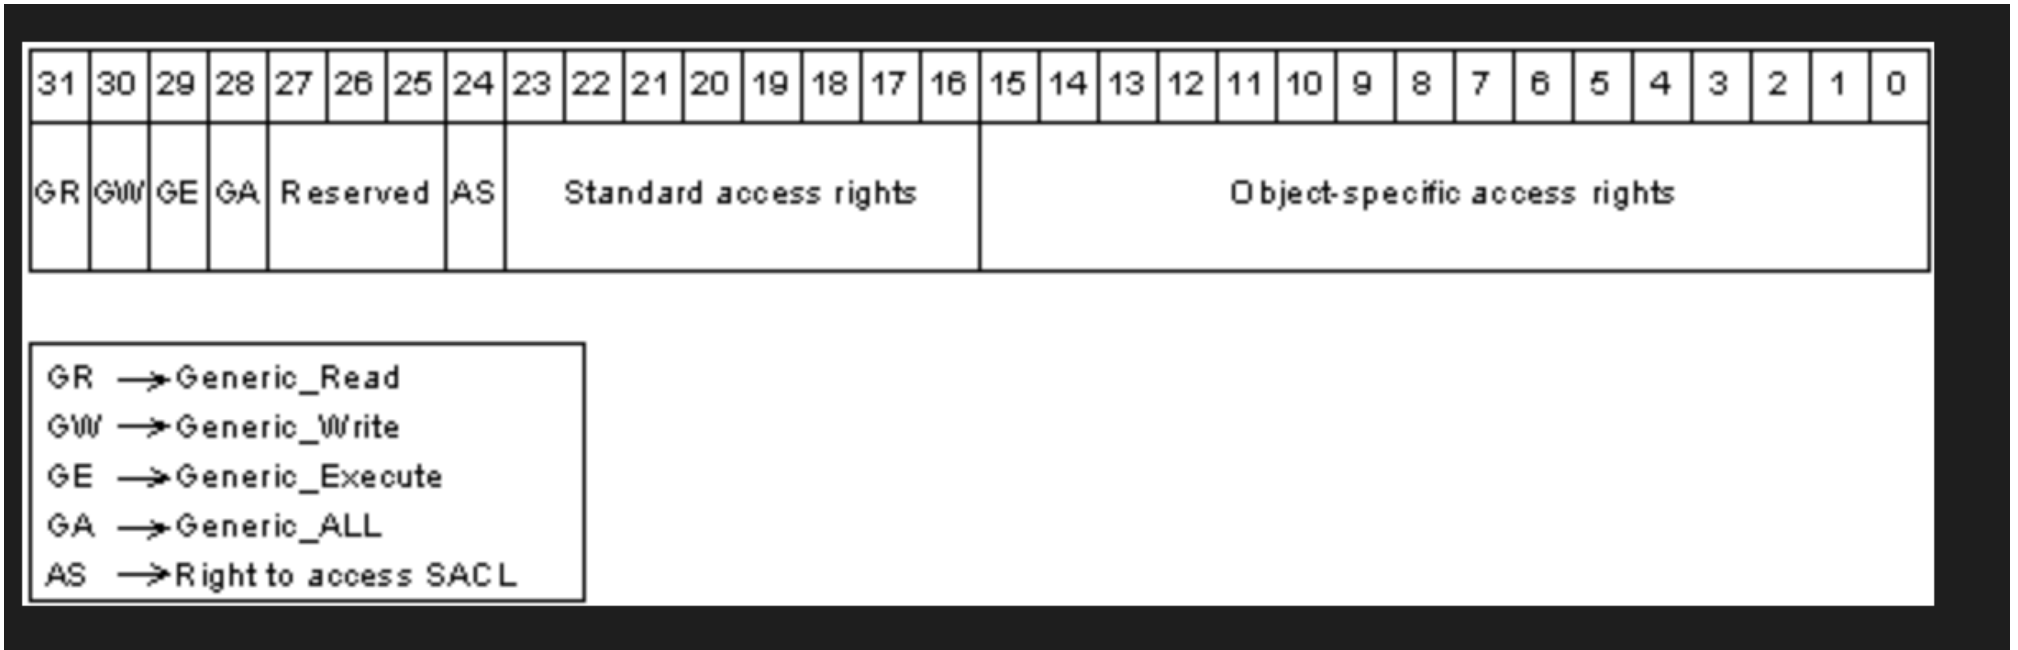 31 30 29 28 27 26 25 24 23 22 21 20 19 18 17 16 15 14 13 12 11 10 9 8 7 6 5 4 3 2 1 0
GR GW GE GA Reserved AS Standard access rights Object-specific access rights
GR → Generic_Read
GW → Generic_Write
GE → Generic_Execute
GA → Generic_ALL
AS → Right to access SACL